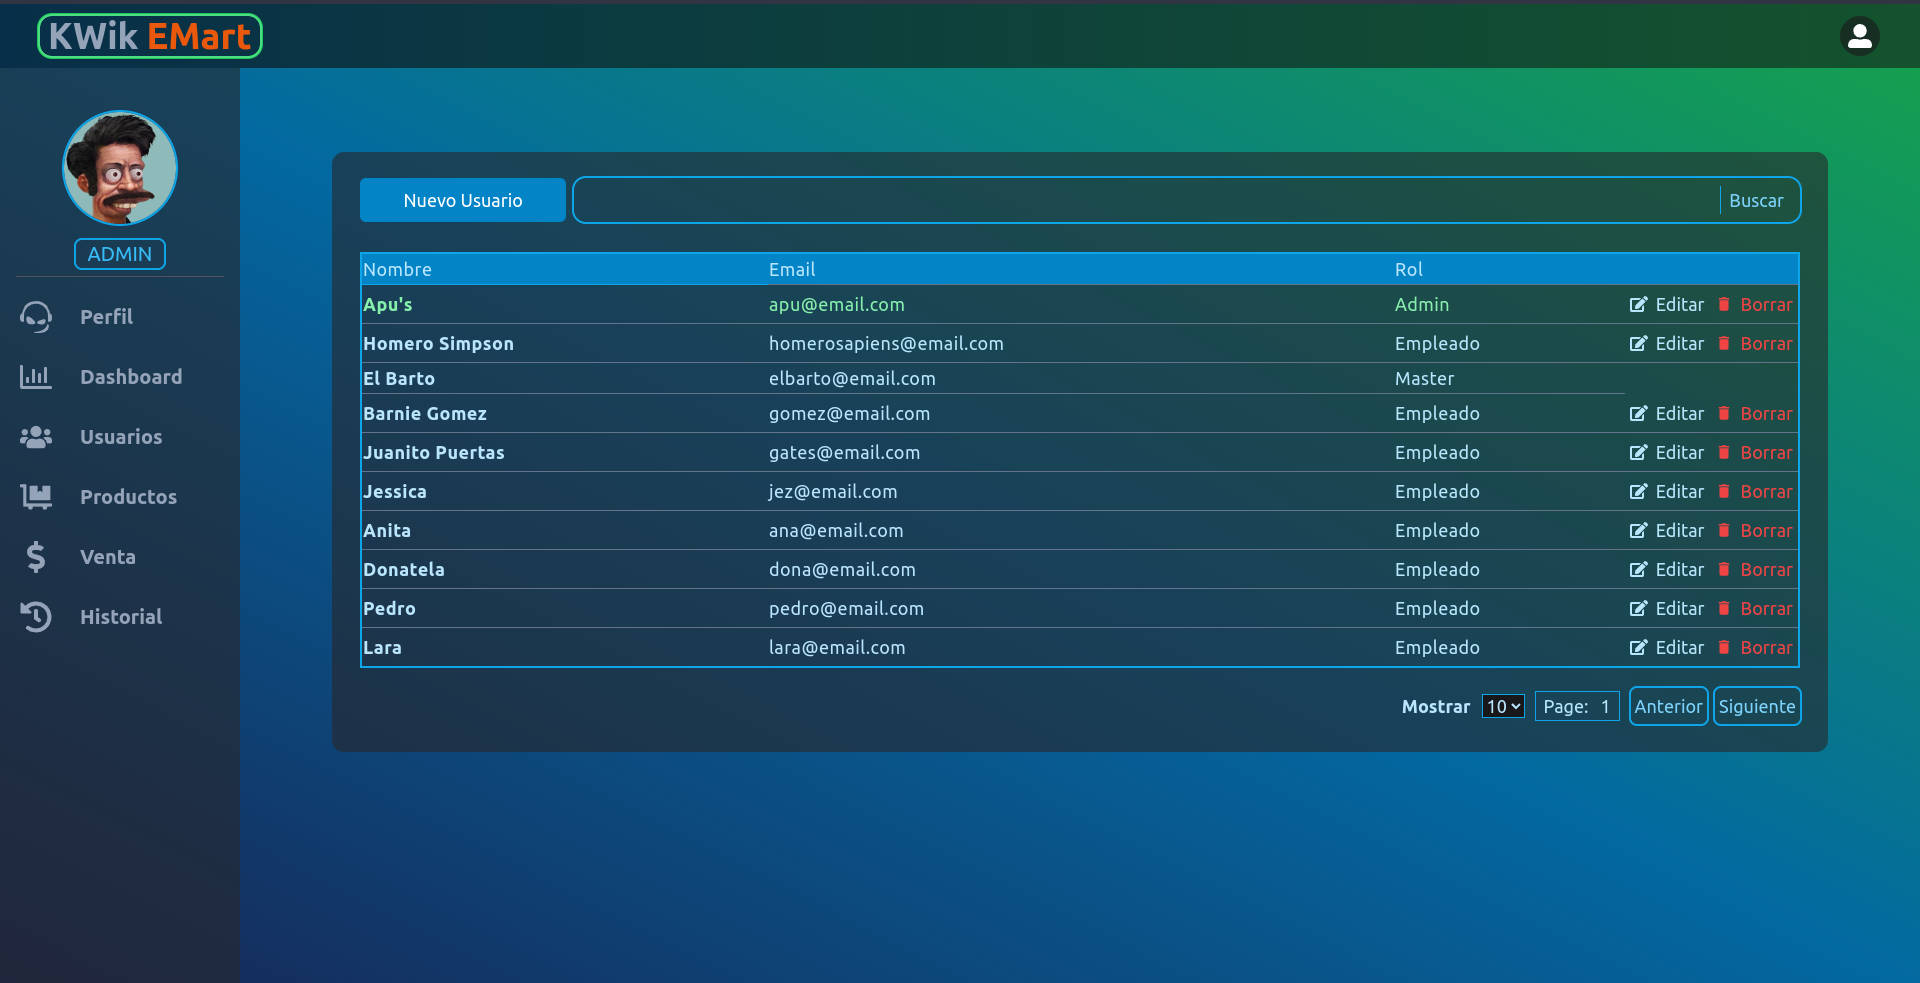 KWik EMart
ADMIN
Perfil
Dashboard
Usuarios
Productos
Venta
Historial
Nuevo Usuario Buscar
Nombre Email Rol
Apu's apu@email.com Admin Editar Borrar
Homero Simpson homerosapiens@email.com Empleado Editar Borrar
El Barto elbarto@email.com Master
Barnie Gomez gomez@email.com Empleado Editar Borrar
Juanito Puertas gates@email.com Empleado Editar Borrar
Jessica jez@email.com Empleado Editar Borrar
Anita ana@email.com Empleado Editar Borrar
Donatela dona@email.com Empleado Editar Borrar
Pedro pedro@email.com Empleado Editar Borrar
Lara lara@email.com Empleado Editar Borrar
Mostrar 10 Page: 1 Anterior Siguiente